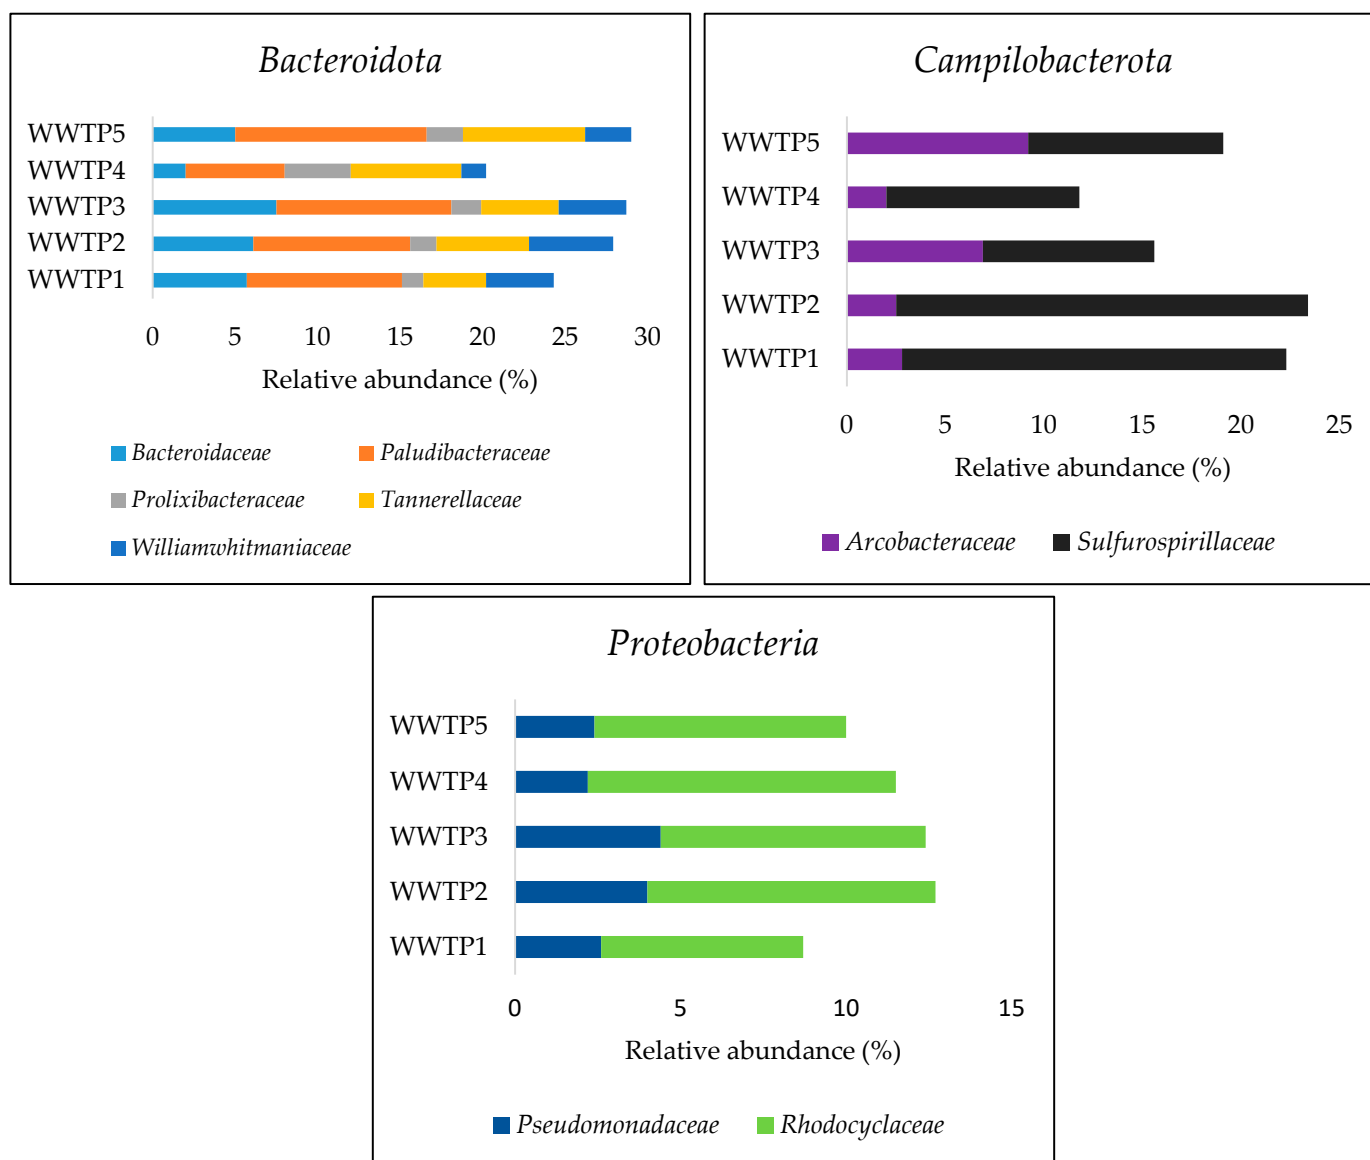 Bacteroidota
WWTP5
WWTP4
WWTP3
WWTP2
WWTP1
0 5 10 15 20 25 30
Relative abundance (%)
Bacteroidaceae Paludibacteraceae
Prolixibacteraceae Tannerellaceae
Williamwhitmaniaceae
Campilobacterota
WWTP5
WWTP4
WWTP3
WWTP2
WWTP1
0 5 10 15 20 25
Relative abundance (%)
Arcobacteraceae Sulfurospirillaceae
Proteobacteria
WWTP5
WWTP4
WWTP3
WWTP2
WWTP1
0 5 10 15
Relative abundance (%)
Pseudomonadaceae Rhodocyclaceae